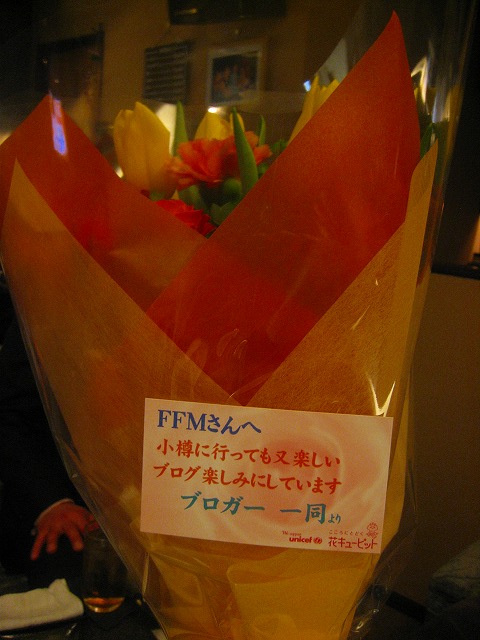 FFMさんへ
小樽に行っても又楽しい
ブログ楽しみにしています
ブロガー 一同より
unicef
花キューピット